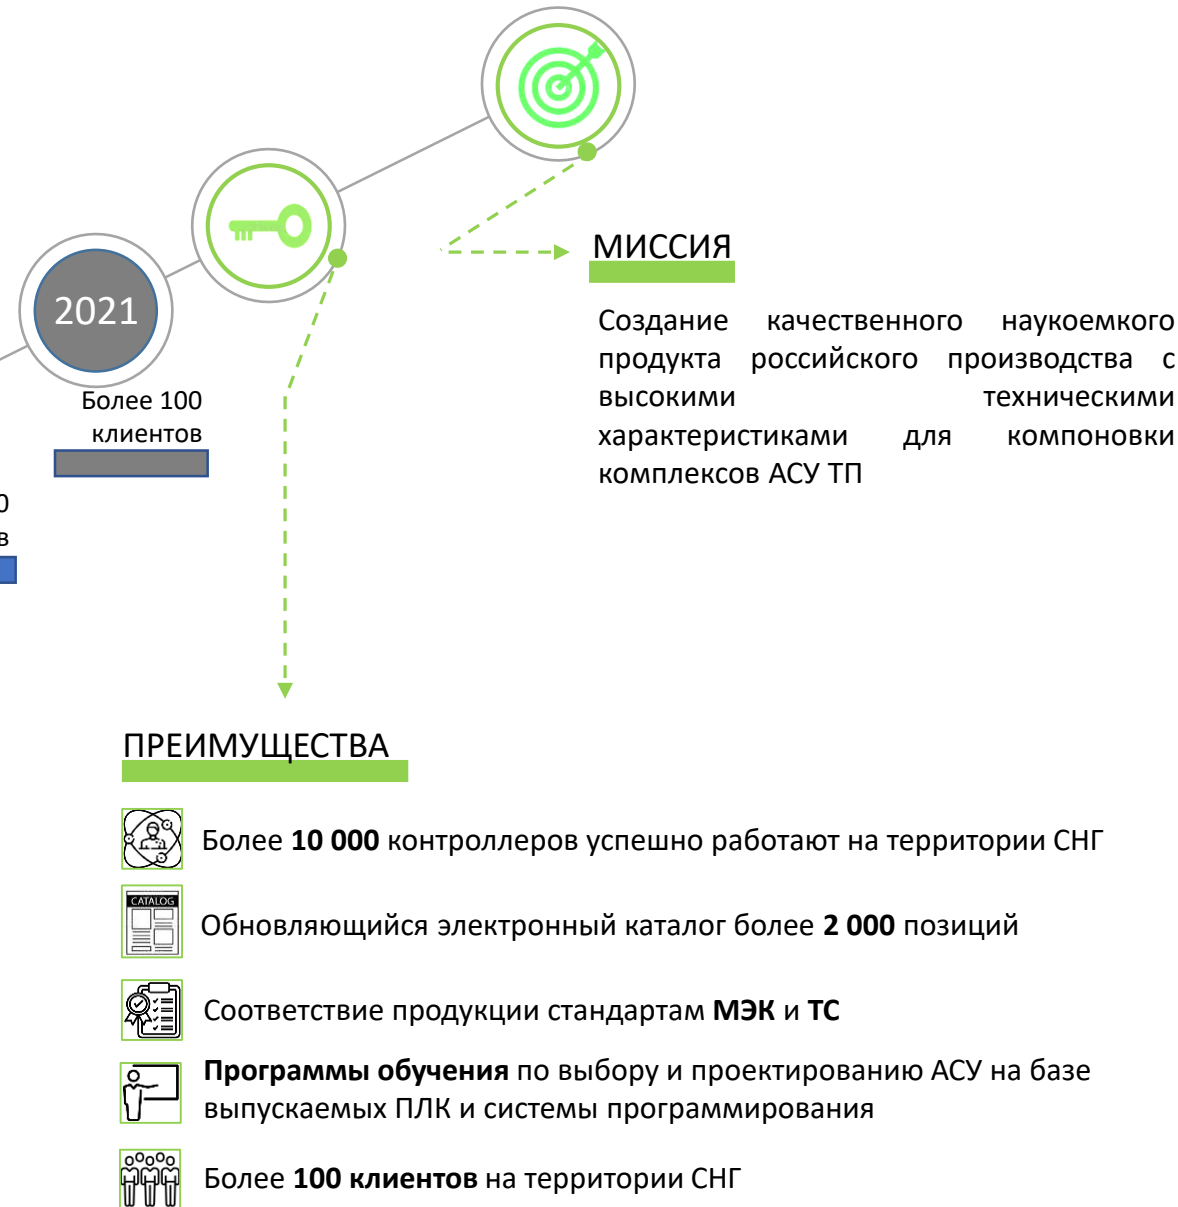 МИССИЯ
Создание качественного наукоемкого
продукта российского производства с
высокими техническими
характеристиками для компоновки
комплексов АСУ ТП
2021
Более 100
клиентов
0
в
ПРЕИМУЩЕСТВА
Более 10 000 контроллеров успешно работают на территории СНГ
CATALOG
Обновляющийся электронный каталог более 2 000 позиций
Соответствие продукции стандартам МЭК и ТС
Программы обучения по выбору и проектированию АСУ на базе
выпускаемых ПЛК и системы программирования
Более 100 клиентов на территории СНГ